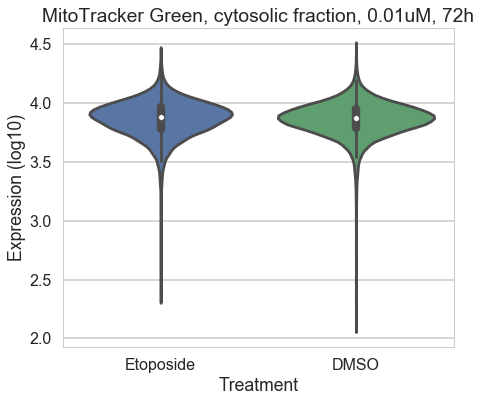 MitoTracker Green, cytosolic fraction, 0.01uM, 72h
4.5
4.0
3.5
3.0
2.5
2.0
Expression (log10)
Etoposide DMSO
Treatment